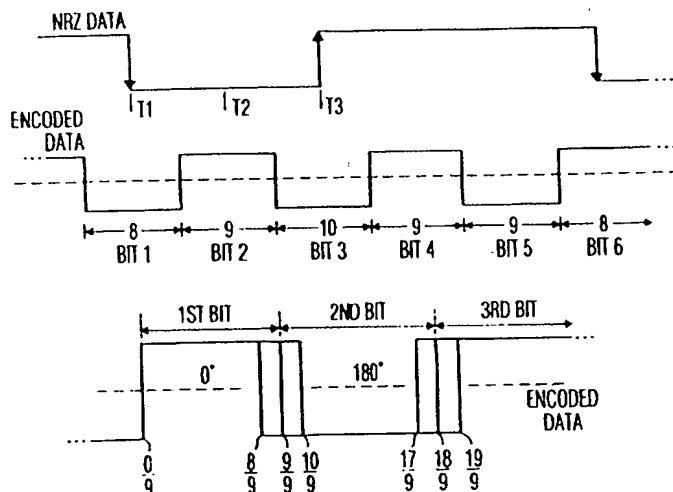 NRZ DATA
T1 T2 T3
ENCODED
DATA
8 9 10 9 9 8
BIT 1 BIT 2 BIT 3 BIT 4 BIT 5 BIT 6
1ST BIT 2ND BIT 3RD BIT
0° 180°
ENCODED
DATA
0/9 8/9 9/9 10/9 17/9 18/9 19/9